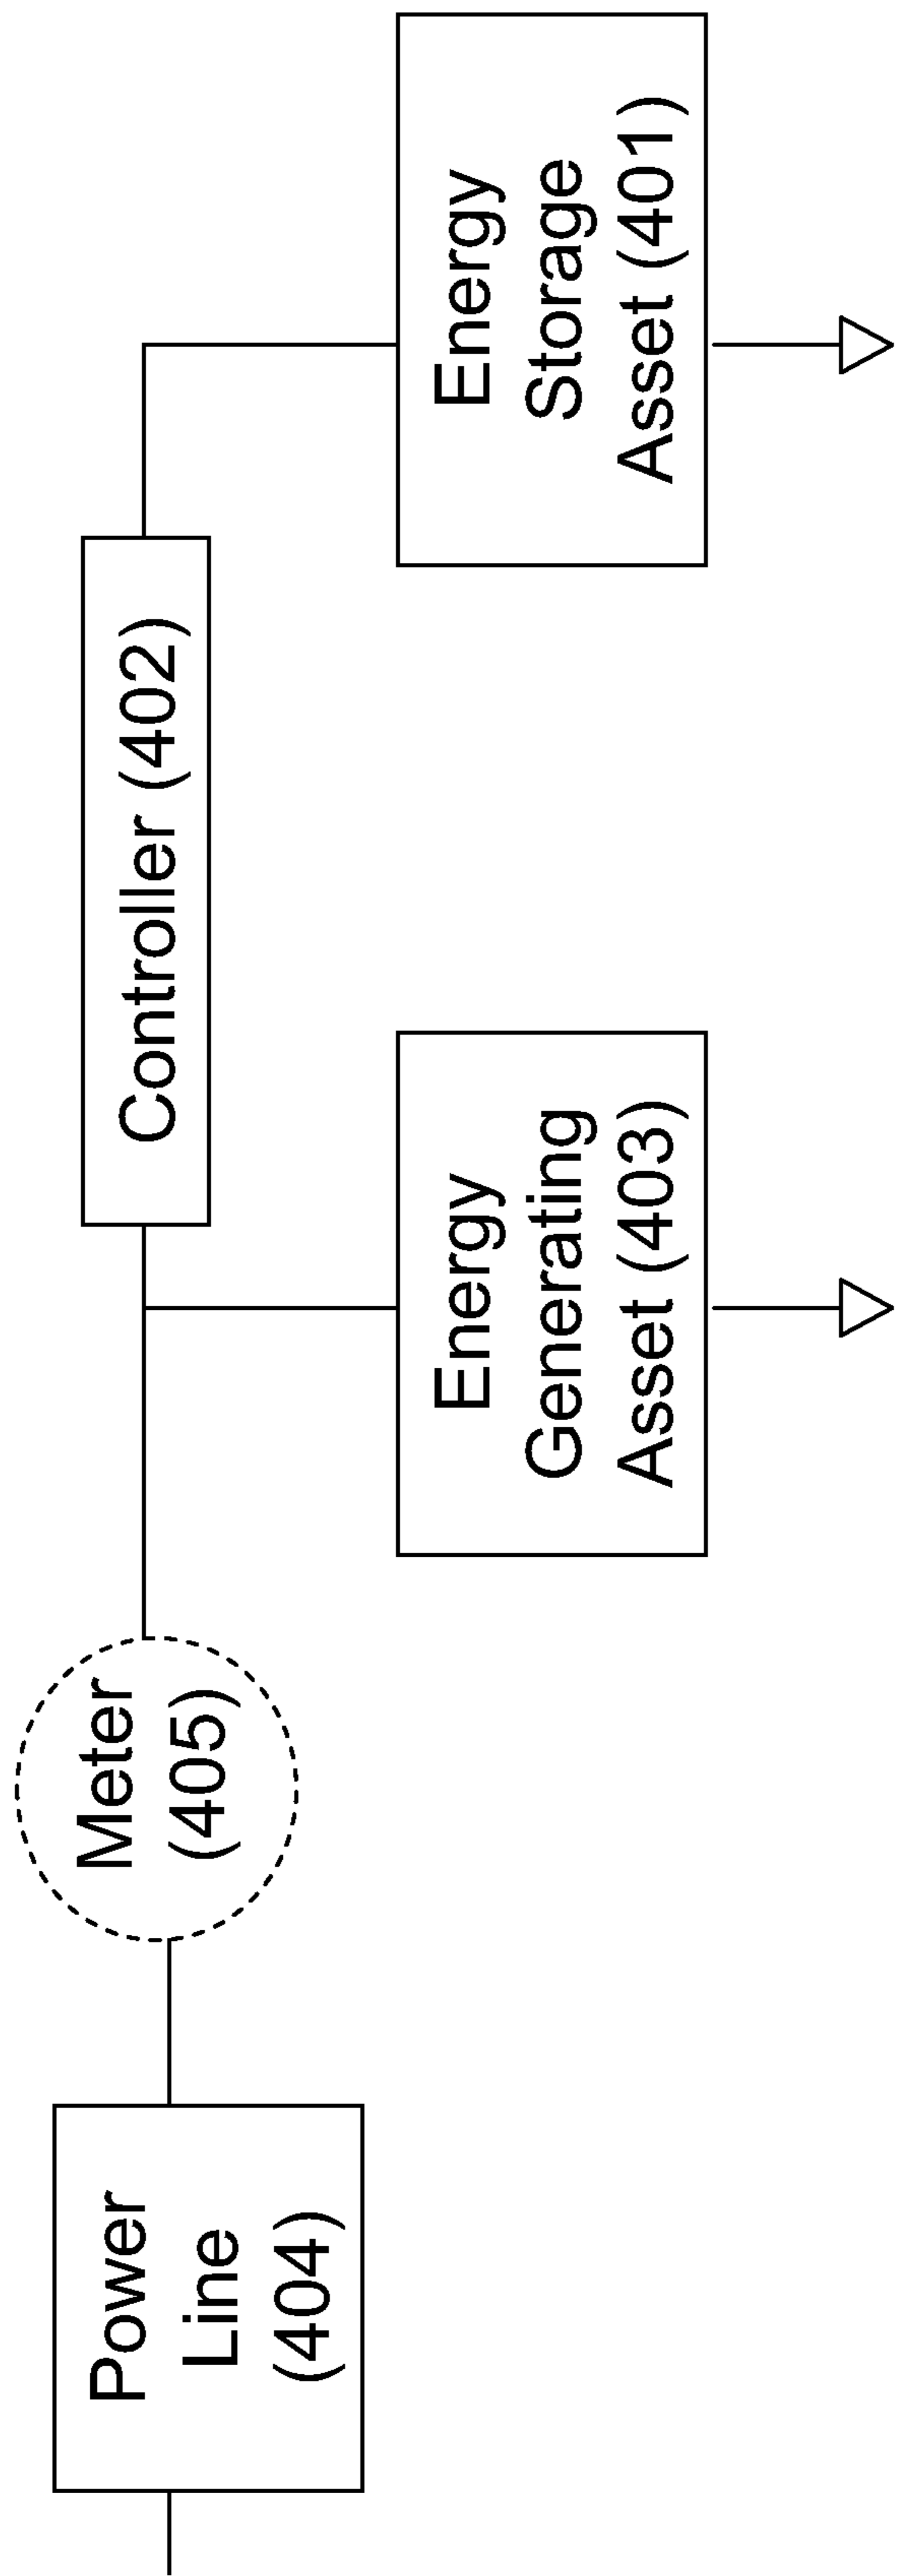 Power
Line
(404)
Meter
(405)
Controller (402)
Energy
Generating
Asset (403)
Energy
Storage
Asset (401)